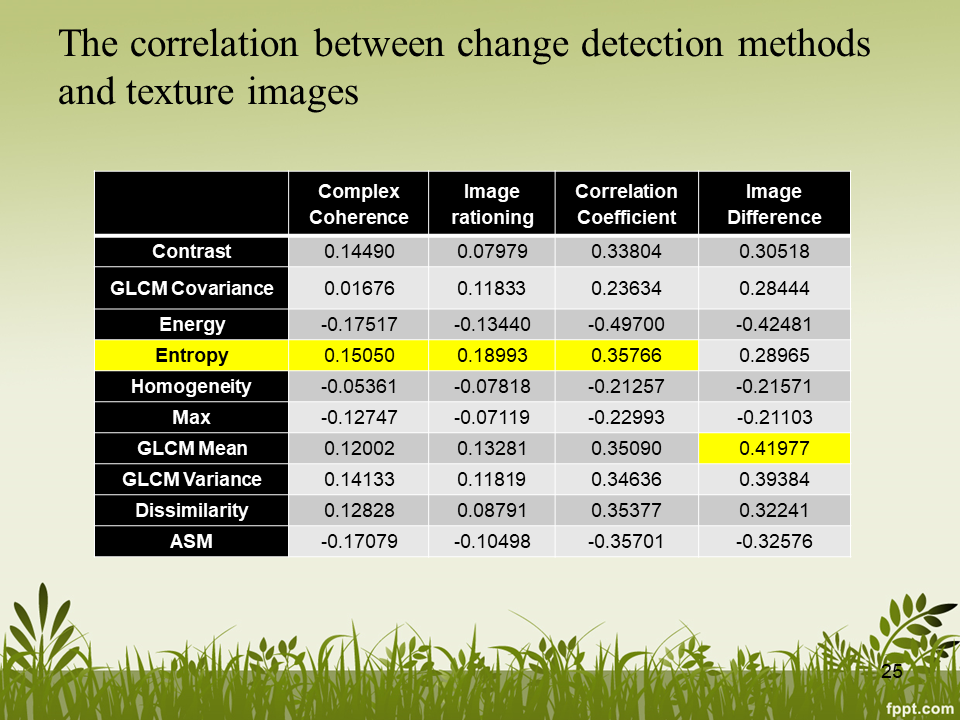 The correlation between change detection methods
and texture images
Complex Coherence Image rationing Correlation Coefficient Image Difference
Contrast 0.14490 0.07979 0.33804 0.30518
GLCM Covariance 0.01676 0.11833 0.23634 0.28444
Energy -0.17517 -0.13440 -0.49700 -0.42481
Entropy 0.15050 0.18993 0.35766 0.28965
Homogeneity -0.05361 -0.07818 -0.21257 -0.21571
Max -0.12747 -0.07119 -0.22993 -0.21103
GLCM Mean 0.12002 0.13281 0.35090 0.41977
GLCM Variance 0.14133 0.11819 0.34636 0.39384
Dissimilarity 0.12828 0.08791 0.35377 0.32241
ASM -0.17079 -0.10498 -0.35701 -0.32576
25
fppt.com